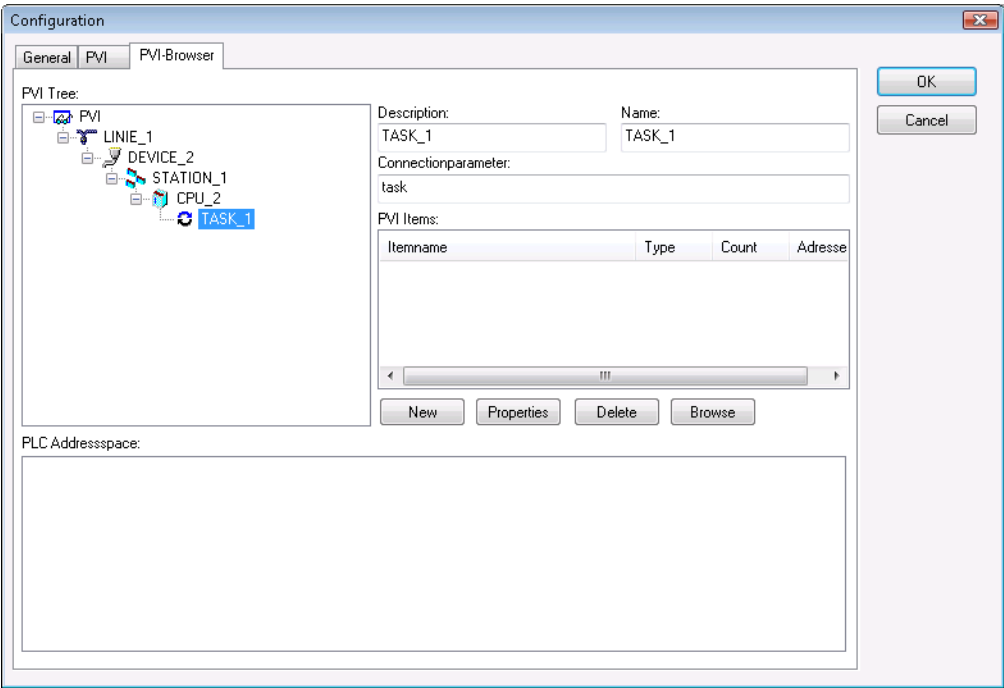 Configuration
General PVI PVI-Browser
PVI Tree:
PVI
LINIE_1
DEVICE_2
STATION_1
CPU_2
TASK_1
Description: Name:
TASK_1 TASK_1
Connectionparameter:
task
PVI Items:
Itemname Type Count Adresse
New Properties Delete Browse
PLC Addressspace:
OK
Cancel